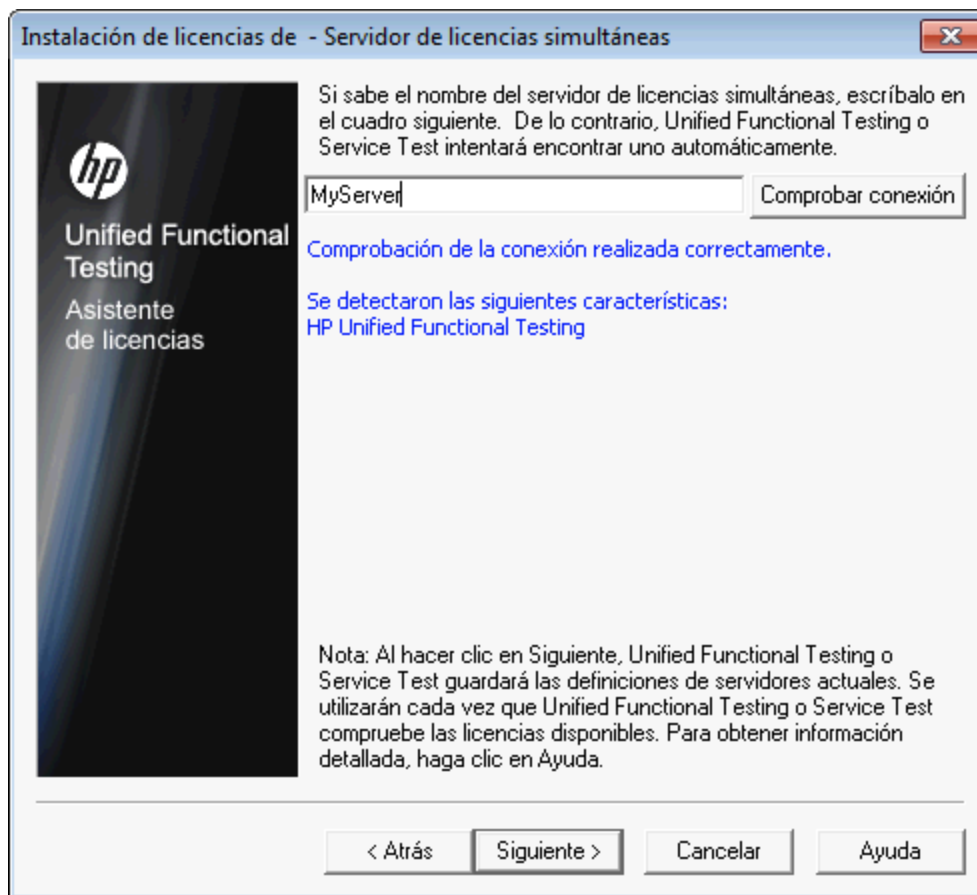 Instalación de licencias de  - Servidor de licencias simultáneas
Si sabe el nombre del servidor de licencias simultáneas, escríbalo en
el cuadro siguiente.  De lo contrario, Unified Functional Testing o
Service Test intentará encontrar uno automáticamente.
hp
MyServer
Comprobar conexión
Unified Functional
Testing
Asistente
de licencias
Comprobación de la conexión realizada correctamente.
Se detectaron las siguientes características:
HP Unified Functional Testing
Nota: Al hacer clic en Siguiente, Unified Functional Testing o
Service Test guardará las definiciones de servidores actuales. Se
utilizarán cada vez que Unified Functional Testing o Service Test
compruebe las licencias disponibles. Para obtener información
detallada, haga clic en Ayuda.
< Atrás
Siguiente >
Cancelar
Ayuda